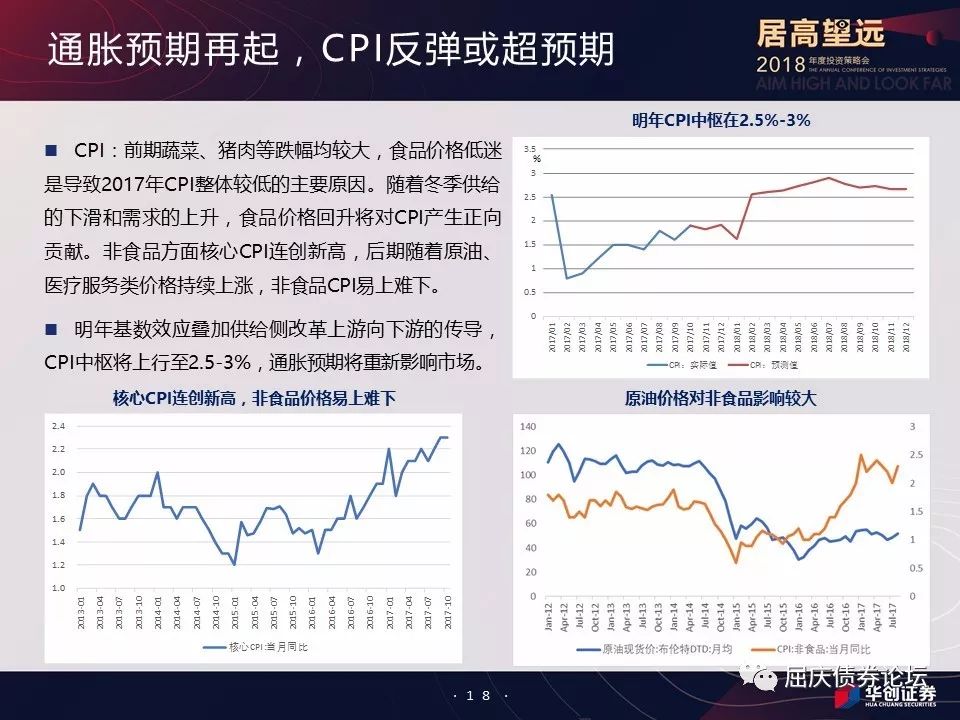 通胀预期再起，CPI反弹或超预期
居高望远
2018 年度投资策略会
THE ANNUAL CONFERENCE OF INVESTMENT STRATEGIES
AIM HIGH AND LOOK FAR
■ CPI：前期蔬菜、猪肉等跌幅均较大，食品价格低迷
是导致2017年CPI整体较低的主要原因。随着冬季供给
的下滑和需求的上升，食品价格回升将对CPI产生正向
贡献。非食品方面核心CPI连创新高，后期随着原油、
医疗服务类价格持续上涨，非食品CPI易上难下。
■ 明年基数效应叠加供给侧改革上游向下游的传导，
CPI中枢将上行至2.5-3%，通胀预期将重新影响市场。
明年CPI中枢在2.5%-3%
3.5
%
3
2.5
2
1.5
1
0.5
0
2017/01 2017/02 2017/03 2017/04 2017/05 2017/06 2017/07 2017/08 2017/09 2017/10 2017/11 2017/12 2018/01 2018/02 2018/03 2018/04 2018/05 2018/06 2018/07 2018/08 2018/09 2018/10 2018/11 2018/12
CPI：实际值 CPI：预测值
核心CPI连创新高，非食品价格易上难下
2.4
2.2
2.0
1.8
1.6
1.4
1.2
1.0
2013-01 2013-04 2013-07 2013-10 2014-01 2014-04 2014-07 2014-10 2015-01 2015-04 2015-07 2015-10 2016-01 2016-04 2016-07 2016-10 2017-01 2017-04 2017-07 2017-10
核心CPI:当月同比
原油价格对非食品影响较大
140 3
120 2.5
100 2
80 1.5
60 1
40 0.5
20
0 0
Jan-12 Apr-12 Jul-12 Oct-12 Jan-13 Apr-13 Jul-13 Oct-13 Jan-14 Apr-14 Jul-14 Oct-14 Jan-15 Apr-15 Jul-15 Oct-15 Jan-16 Apr-16 Jul-16 Oct-16 Jan-17 Apr-17 Jul-17
原油现货价:布伦特DTD:月均 CPI:非食品:当月同比
屈庆债券论坛
· 18 ·
华创证券
HUA CHUANG SECURITIES